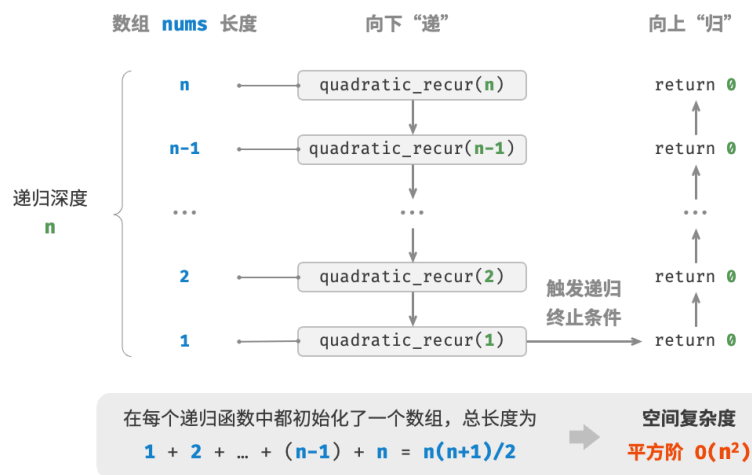 数组 nums 长度 向下“递” 向上“归”
n quadratic_recur(n) return 0
n-1 quadratic_recur(n-1) return 0
递归深度
n
... ... ...
2 quadratic_recur(2) return 0
触发递归
终止条件
1 quadratic_recur(1) return 0
在每个递归函数中都初始化了一个数组，总长度为
1 + 2 + … + (n-1) + n = n(n+1)/2
空间复杂度
平方阶 O(n²)